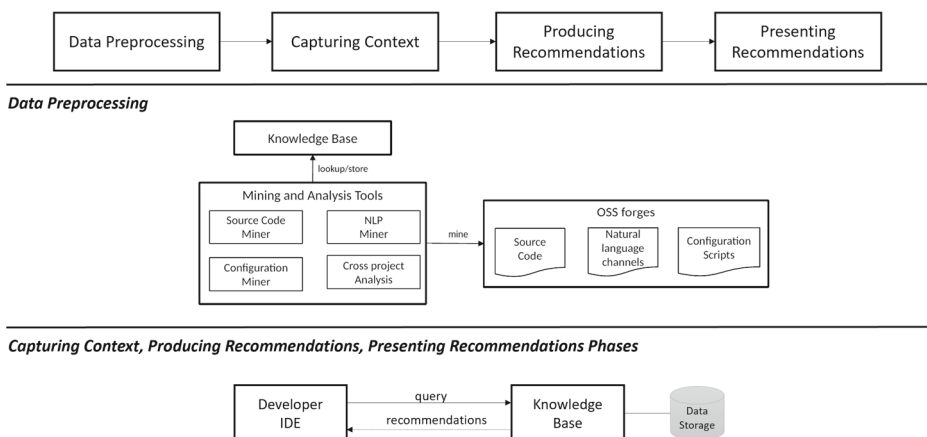 Data Preprocessing
Capturing Context
Producing
Recommendations
Presenting
Recommendations
Data Preprocessing
Knowledge Base
lookup/store
Mining and Analysis Tools
Source Code
Miner
NLP
Miner
Configuration
Miner
Cross project
Analysis
mine
OSS forges
Source
Code
Natural
language
channels
Configuration
Scripts
Capturing Context, Producing Recommendations, Presenting Recommendations Phases
Developer
IDE
query
recommendations
Knowledge
Base
Data
Storage